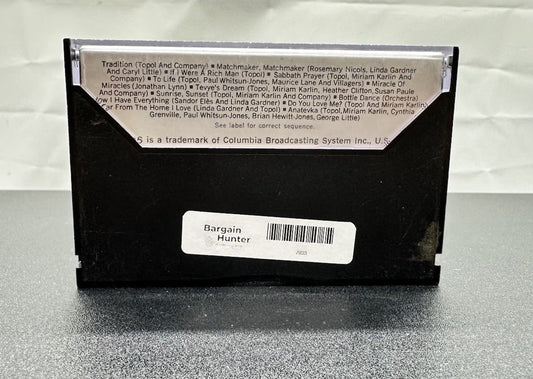 Tradition (Topol And Company) ▪ Matchmaker, Matchmaker (Rosemary Nicols, Linda Gardner
And Caryl Little) ▪ If I Were A Rich Man (Topol) ▪ Sabbath Prayer (Topol, Miriam Karlin And
Company) ▪ To Life (Topol, Paul Whitsun-Jones, Maurice Lane And Villagers) ▪ Miracle Of
Miracles (Jonathan Lynn) ▪ Tevye's Dream (Topol, Miriam Karlin, Heather Clifton, Susan Paule
And Company) ▪ Sunrise, Sunset (Topol, Miriam Karlin And Company) ▪ Bottle Dance (Orchestra)
ow I Have Everything (Sandor Elès And Linda Gardner) ▪ Do You Love Me? (Topol And Miriam Karlin)
Far From The Home I Love (Linda Gardner And Topol) ▪ Anatevka (Topol, Miriam Karlin, Cynthia
Grenville, Paul Whitsun-Jones, Brian Hewitt-Jones, George Little)
See label for correct sequence.
S is a trademark of Columbia Broadcasting System Inc., U.S.
Bargain
Hunter